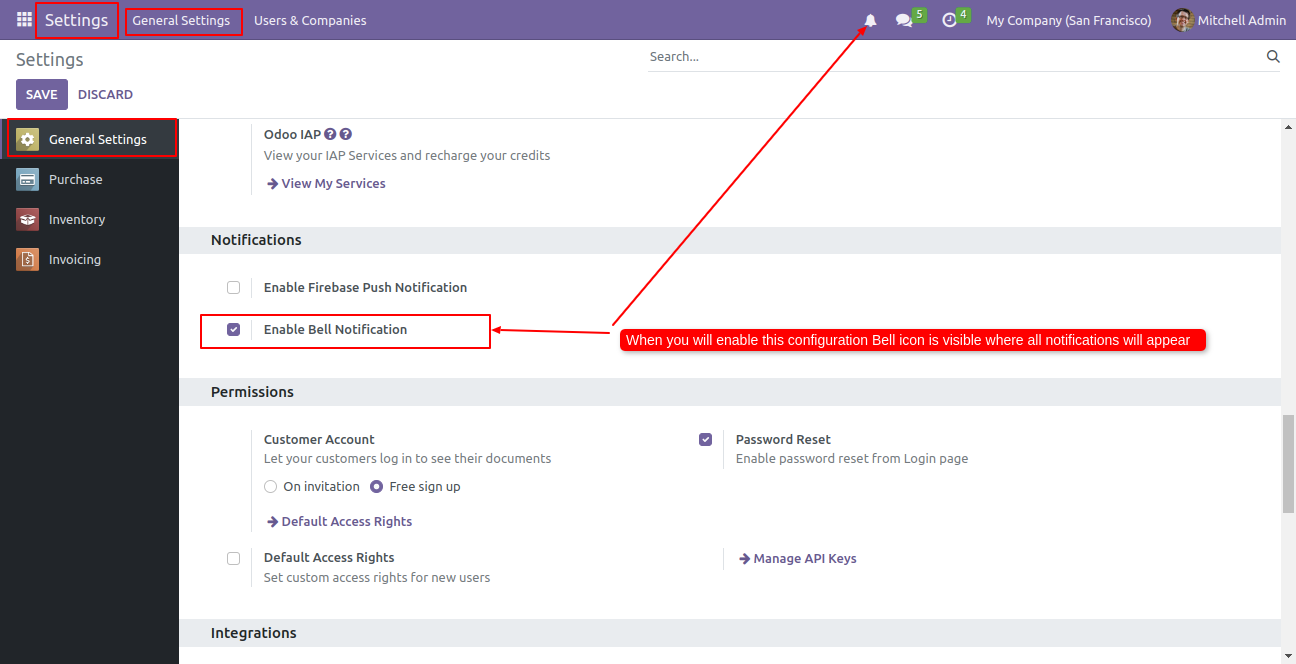 Settings General Settings Users & Companies 5 4 My Company (San Francisco) Mitchell Admin
Settings
Search...
SAVE DISCARD
General Settings
Purchase
Inventory
Invoicing
Odoo IAP ? ?
View your IAP Services and recharge your credits
View My Services
Notifications
Enable Firebase Push Notification
Enable Bell Notification
When you will enable this configuration Bell icon is visible where all notifications will appear
Permissions
Customer Account
Let your customers log in to see their documents
On invitation Free sign up
Default Access Rights
Password Reset
Enable password reset from Login page
Default Access Rights
Set custom access rights for new users
Manage API Keys
Integrations